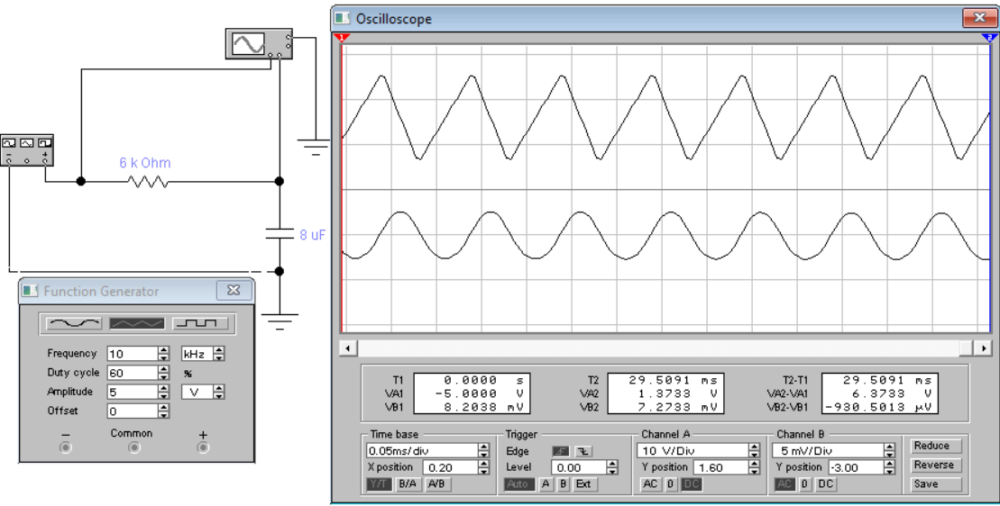 Oscilloscope
1
2
6 k Ohm
8 uF
Function Generator
Frequency 10 kHz
Duty cycle 60 %
Amplitude 5 V
Offset 0
− Common +
T1 0.0000 s
VA1 -5.0000 V
VB1 8.2038 mV
T2 29.5091 ms
VA2 1.3733 V
VB2 7.2733 mV
T2-T1 29.5091 ms
VA2-VA1 6.3733 V
VB2-VB1 -930.5013 µV
Time base
0.05ms/div
X position 0.20
Y/T B/A A/B
Trigger
Edge
Level 0.00
Auto A B Ext
Channel A
10 V/Div
Y position 1.60
AC 0 DC
Channel B
5 mV/Div
Y position -3.00
AC 0 DC
Reduce
Reverse
Save